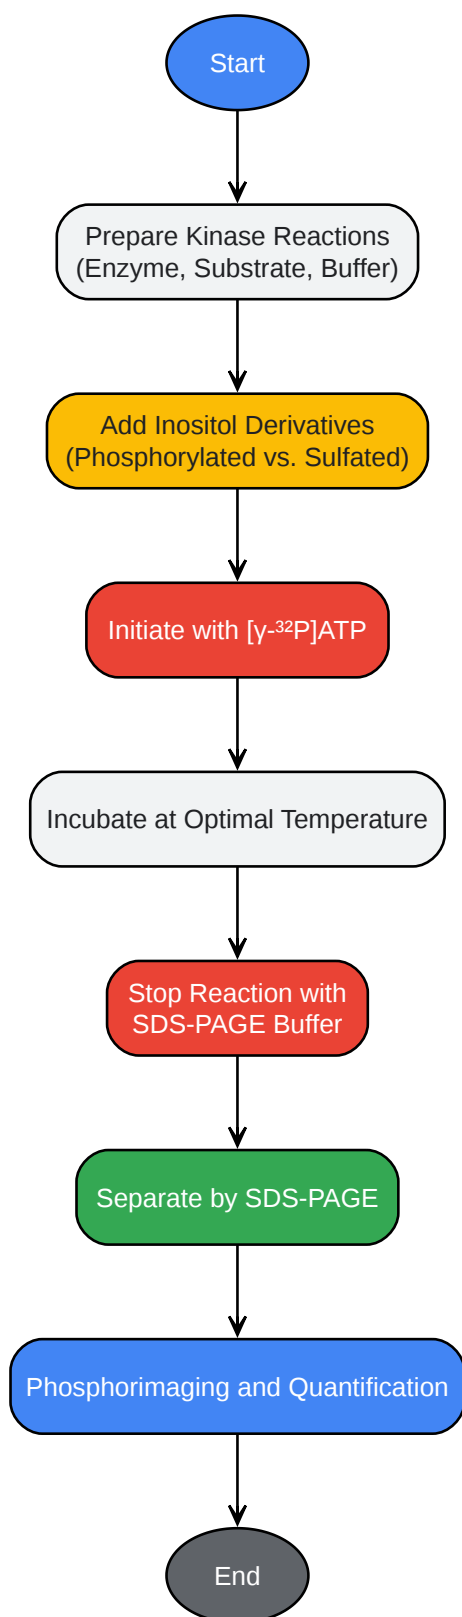 Start
Prepare Kinase Reactions
(Enzyme, Substrate, Buffer)
Add Inositol Derivatives
(Phosphorylated vs. Sulfated)
Initiate with [γ-³²P]ATP
Incubate at Optimal Temperature
Stop Reaction with
SDS-PAGE Buffer
Separate by SDS-PAGE
Phosphorimaging and Quantification
End